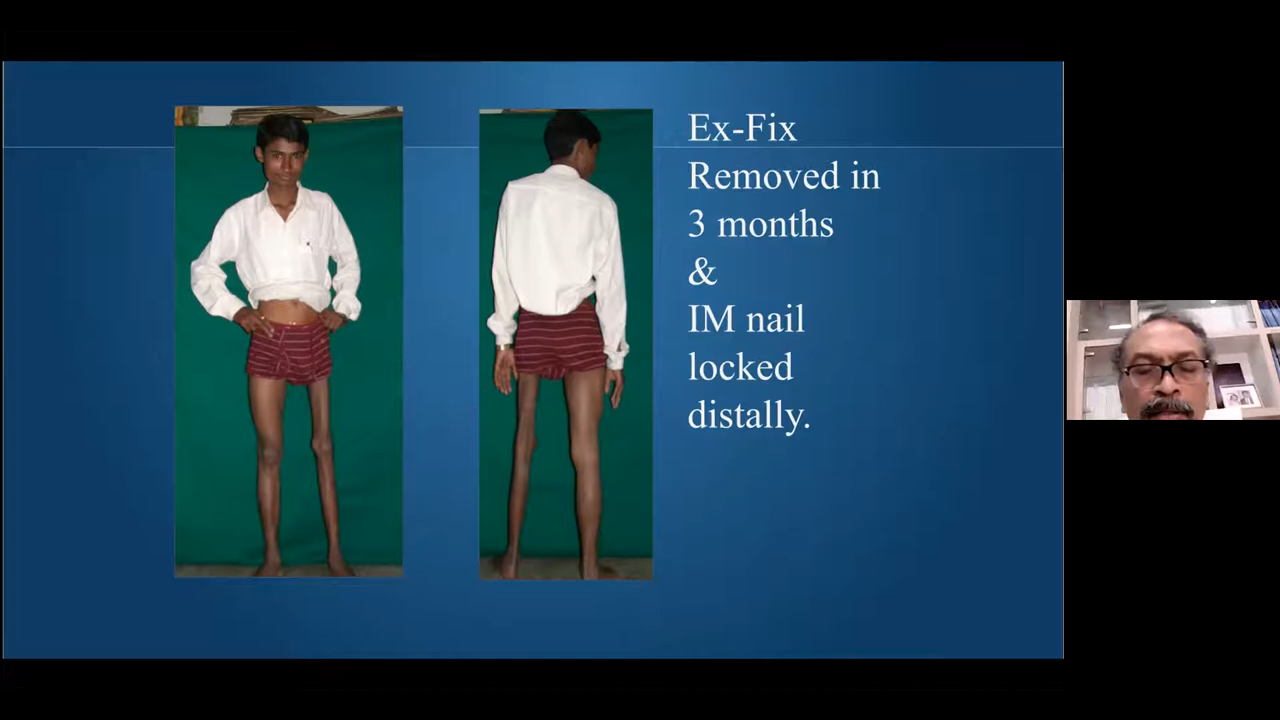 Ex-Fix
Removed in
3 months
&
IM nail
locked
distally.